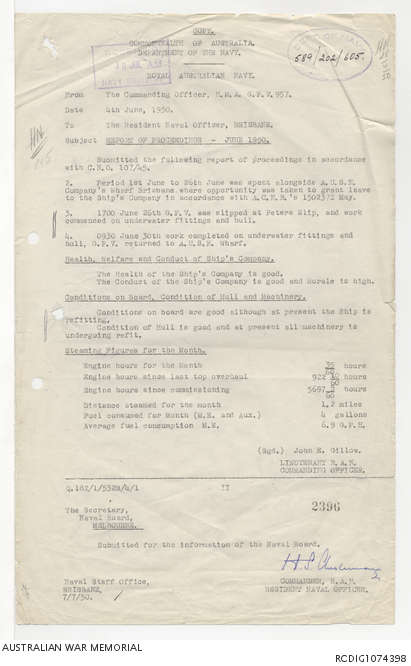 COPY.
COMMONWEALTH OF AUSTRALIA.
DEPARTMENT OF THE NAVY.
ROYAL AUSTRALIAN NAVY.
589/202/605.
From The Commanding Officer, H.M.A. G.P.V. 957.
Date 4th June, 1950.
To The Resident Naval Officer, BRISBANE.
Subject REPORT OF PROCEEDINGS - JUNE 1950.
Submitted the following report of proceedings in accordance
with C.N.O. 107/45.
2. Period 1st June to 26th June was spent alongside A.U.S.N.
Company's Wharf Brisbane where opportunity was taken to grant leave
to the Ship's Company in accordance with A.C.N.B.'s 150237Z May.
3. 1700 June 26th G.P.V. was slipped at Peters Slip, and work
commenced on underwater fittings and hull.
4. 0930 June 30th work completed on underwater fittings and
hull, G.P.V. returned to A.U.S.N. Wharf.
Health, Welfare and Conduct of Ship's Company.
The Health of the Ship's Company is good.
The Conduct of the Ship's Company is good and Morale is high.
Conditions on Board, Condition of Hull and Machinery.
Conditions on board are good although at present the Ship is
refitting.
Condition of Hull is good and at present all machinery is
undergoing refit.
Steaming Figures for the Month.
Engine hours for the Month 35/60 hours
Engine hours since last top overhaul 922 hours
Engine hours since commissioning 5687 hours
Distance steamed for the month 1.2 miles
Fuel consumed for Month (M.E. and Aux.) 4 gallons
Average fuel consumption M.E. 6.9 G.P.H.
(Sgd.) John E. Gillow.
LIEUTENANT R.A.N.
COMMANDING OFFICER.
II
2396
The Secretary,
Naval Board,
MELBOURNE.
Submitted for the information of the Naval Board.
Naval Staff Office,
BRISBANE,
7/7/50.
COMMANDER, R.A.N.
RESIDENT NAVAL OFFICER.
AUSTRALIAN WAR MEMORIAL
RCDIG1074398